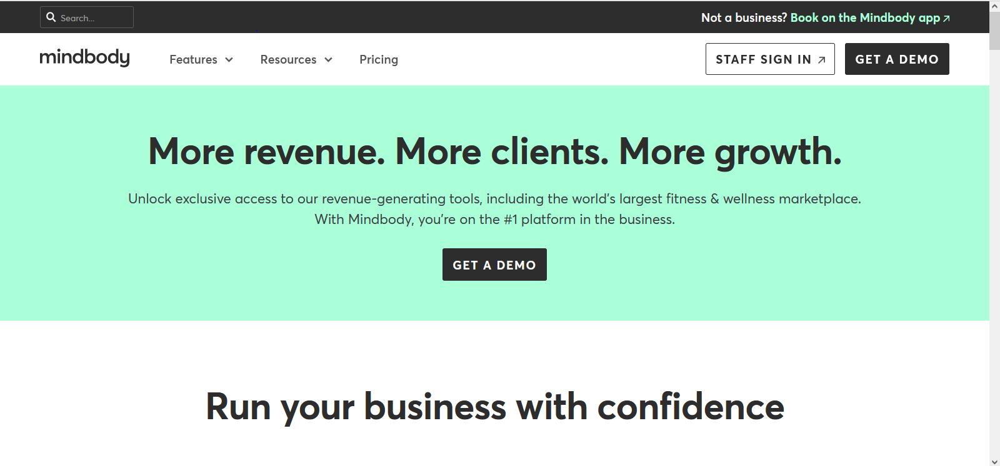 Search...
Not a business? Book on the Mindbody app
mindbody
Features
Resources
Pricing
STAFF SIGN IN
GET A DEMO
More revenue. More clients. More growth.
Unlock exclusive access to our revenue-generating tools, including the world's largest fitness & wellness marketplace.
With Mindbody, you're on the #1 platform in the business.
GET A DEMO
Run your business with confidence